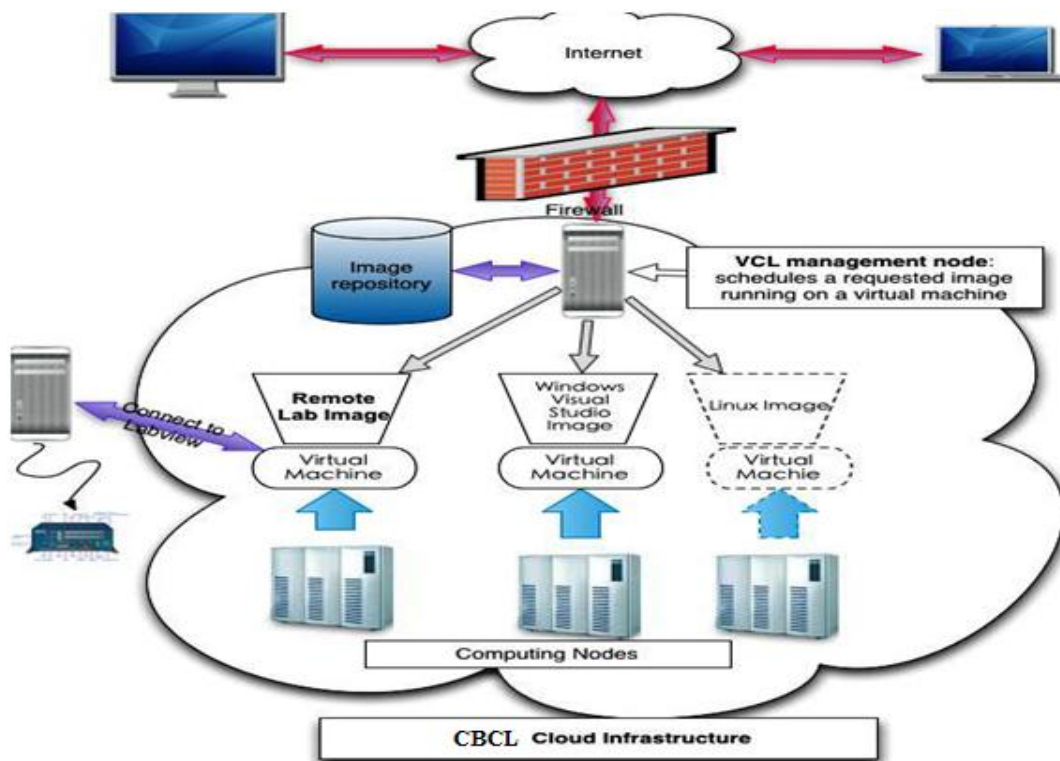 Internet
Firewall
Image
repository
VCL management node:
schedules a requested image
running on a virtual machine
Remote
Lab Image
Windows
Visual
Studio
Image
Linux Image
Connect to
Labview
Virtual
Machine
Virtual
Machine
Virtual
Machie
Computing Nodes
CBCL Cloud Infrastructure